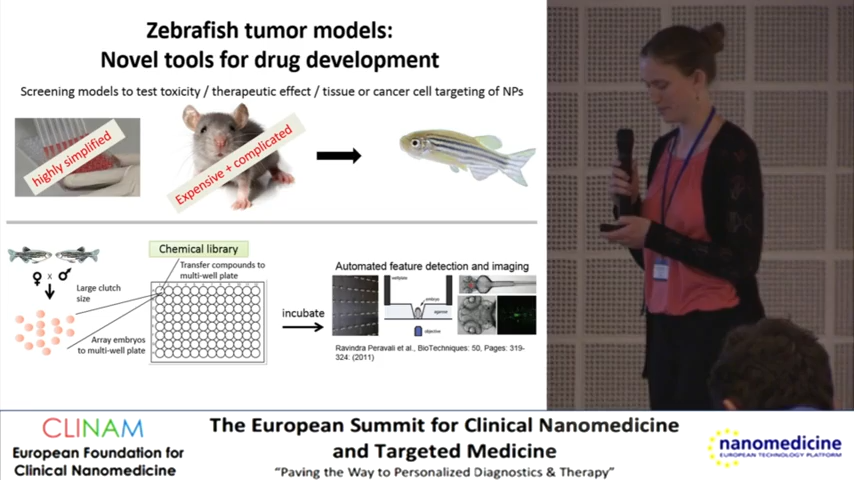 Zebrafish tumor models:
Novel tools for drug development
Screening models to test toxicity / therapeutic effect / tissue or cancer cell targeting of NPs
highly simplified
Expensive + complicated
Chemical library
Transfer compounds to
multi-well plate
♀ x ♂
Large clutch
size
Array embryos
to multi-well plate
incubate
Automated feature detection and imaging
wellplate
embryo
agarose
objective
Ravindra Peravali et al., BioTechniques: 50, Pages: 319-
324: (2011)
CLINAM
European Foundation for
Clinical Nanomedicine
The European Summit for Clinical Nanomedicine
and Targeted Medicine
“Paving the Way to Personalized Diagnostics & Therapy”
nanomedicine
EUROPEAN TECHNOLOGY PLATFORM